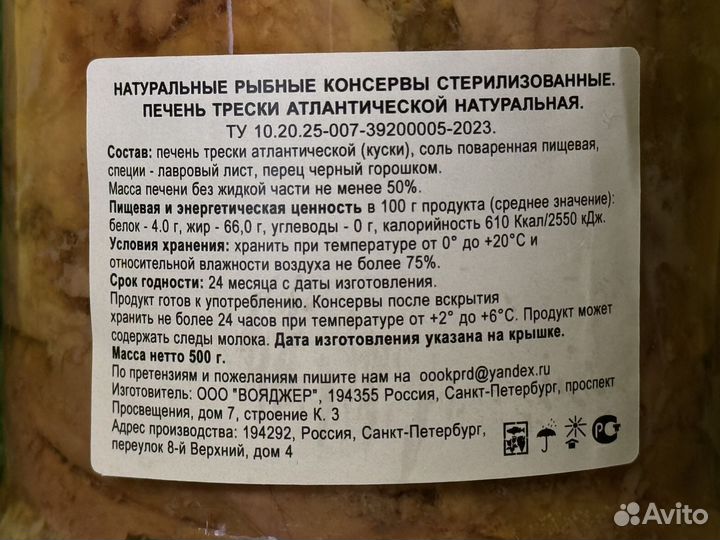 НАТУРАЛЬНЫЕ РЫБНЫЕ КОНСЕРВЫ СТЕРИЛИЗОВАННЫЕ.
ПЕЧЕНЬ ТРЕСКИ АТЛАНТИЧЕСКОЙ НАТУРАЛЬНАЯ.
ТУ 10.20.25-007-39200005-2023.
Состав: печень трески атлантической (куски), соль поваренная пищевая,
специи - лавровый лист, перец черный горошком.
Масса печени без жидкой части не менее 50%.
Пищевая и энергетическая ценность в 100 г продукта (среднее значение):
белок - 4.0 г, жир - 66,0 г, углеводы - 0 г, калорийность 610 Ккал/2550 кДж.
Условия хранения: хранить при температуре от 0° до +20°С и
относительной влажности воздуха не более 75%.
Срок годности: 24 месяца с даты изготовления.
Продукт готов к употреблению. Консервы после вскрытия
хранить не более 24 часов при температуре от +2° до +6°С. Продукт может
содержать следы молока. Дата изготовления указана на крышке.
Масса нетто 500 г.
По претензиям и пожеланиям пишите нам на oookprd@yandex.ru
Изготовитель: ООО "ВОЯДЖЕР", 194355 Россия, Санкт-Петербург, проспект
Просвещения, дом 7, строение К. 3
Адрес производства: 194292, Россия, Санкт-Петербург,
переулок 8-й Верхний, дом 4
РСТ
Avito